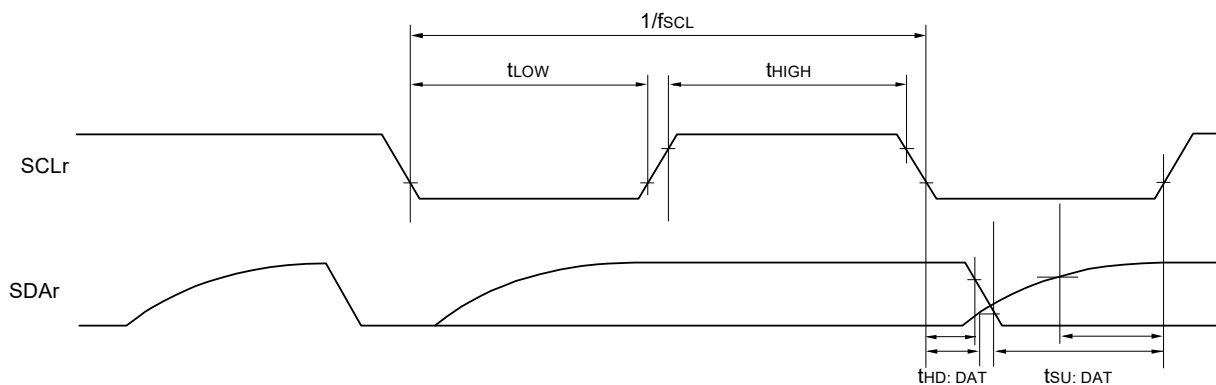 1/fSCL
tLOW
tHIGH
SCLr
SDAr
tHD: DAT
tSU: DAT